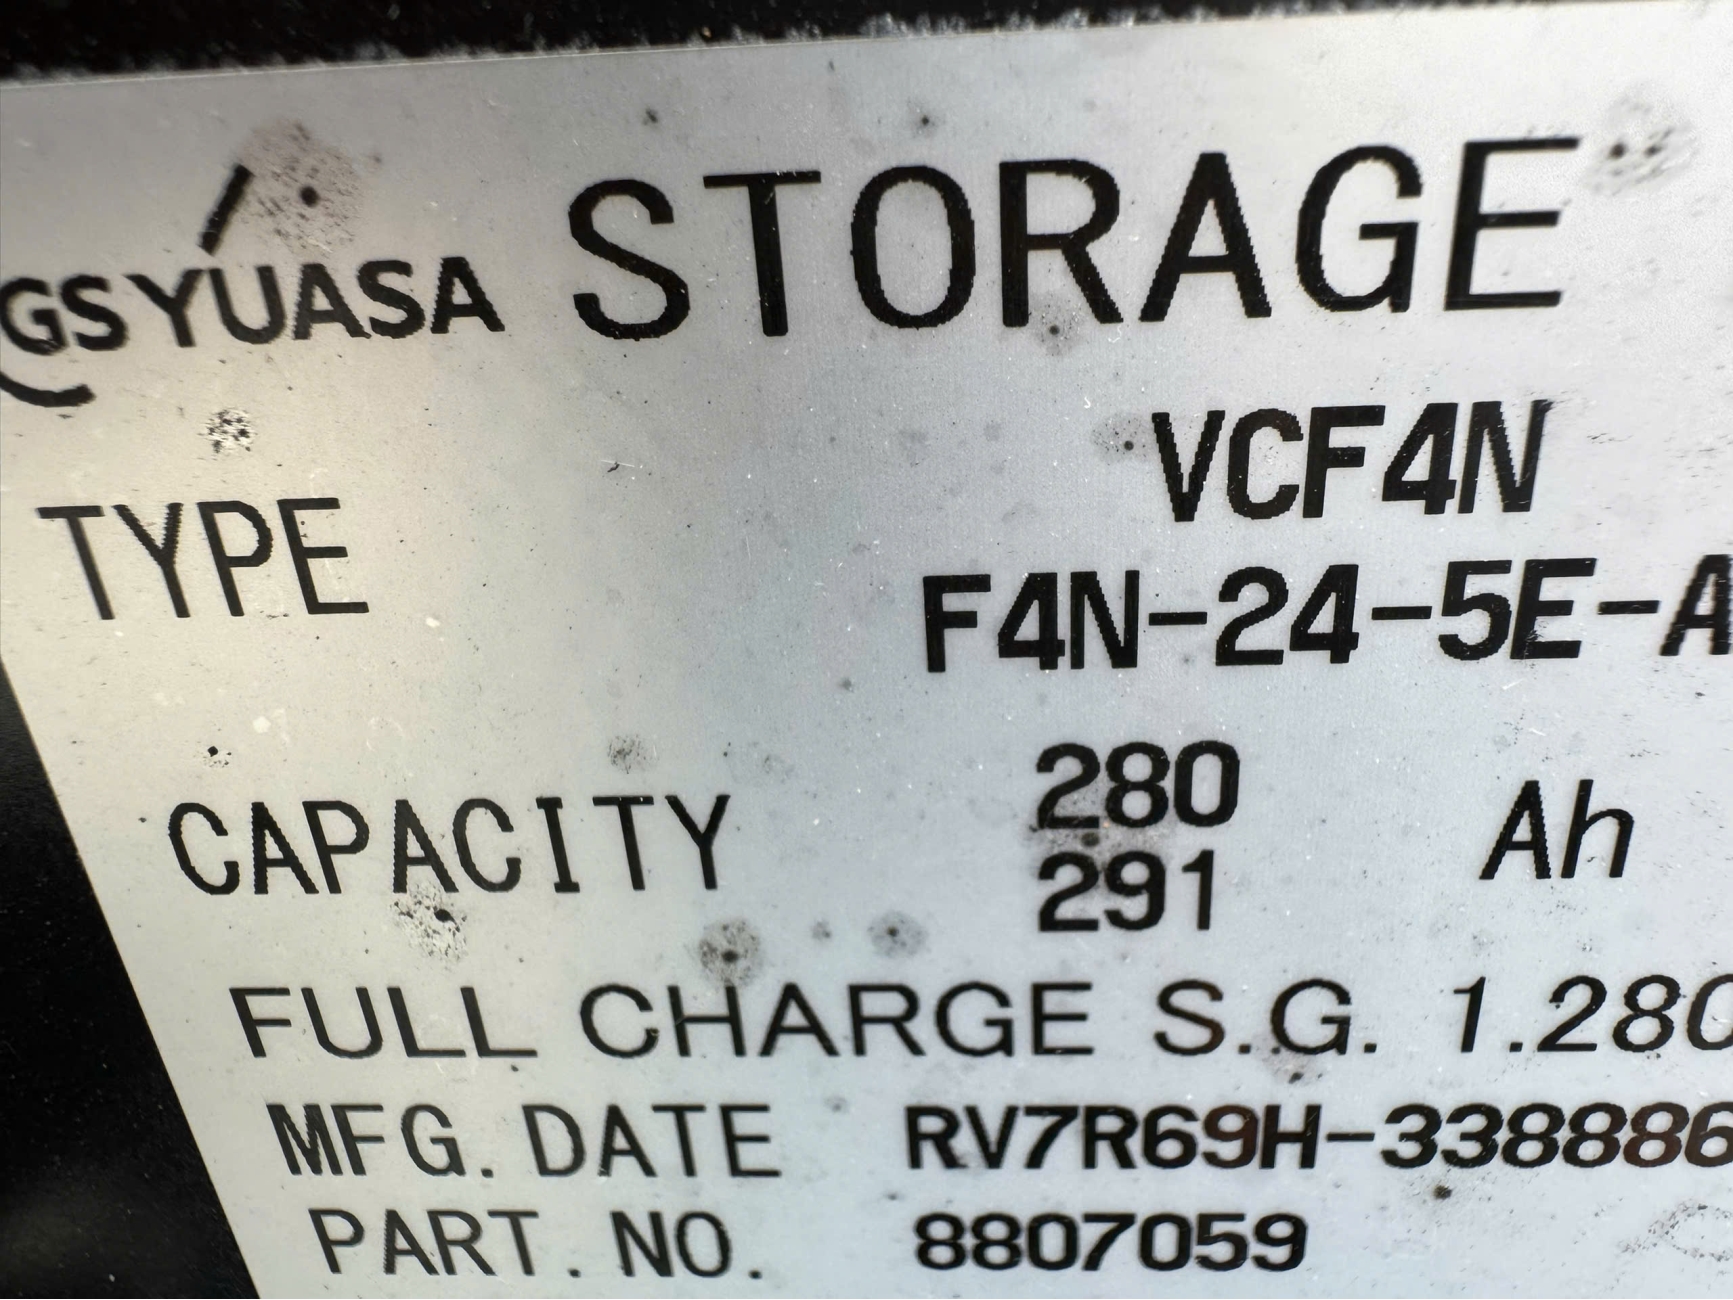 GS YUASA STORAGE
VCF4N
TYPE
F4N-24-5E-A
280
CAPACITY Ah
291
FULL CHARGE S.G. 1.280
MFG. DATE RV7R69H-338886
PART. NO. 8807059